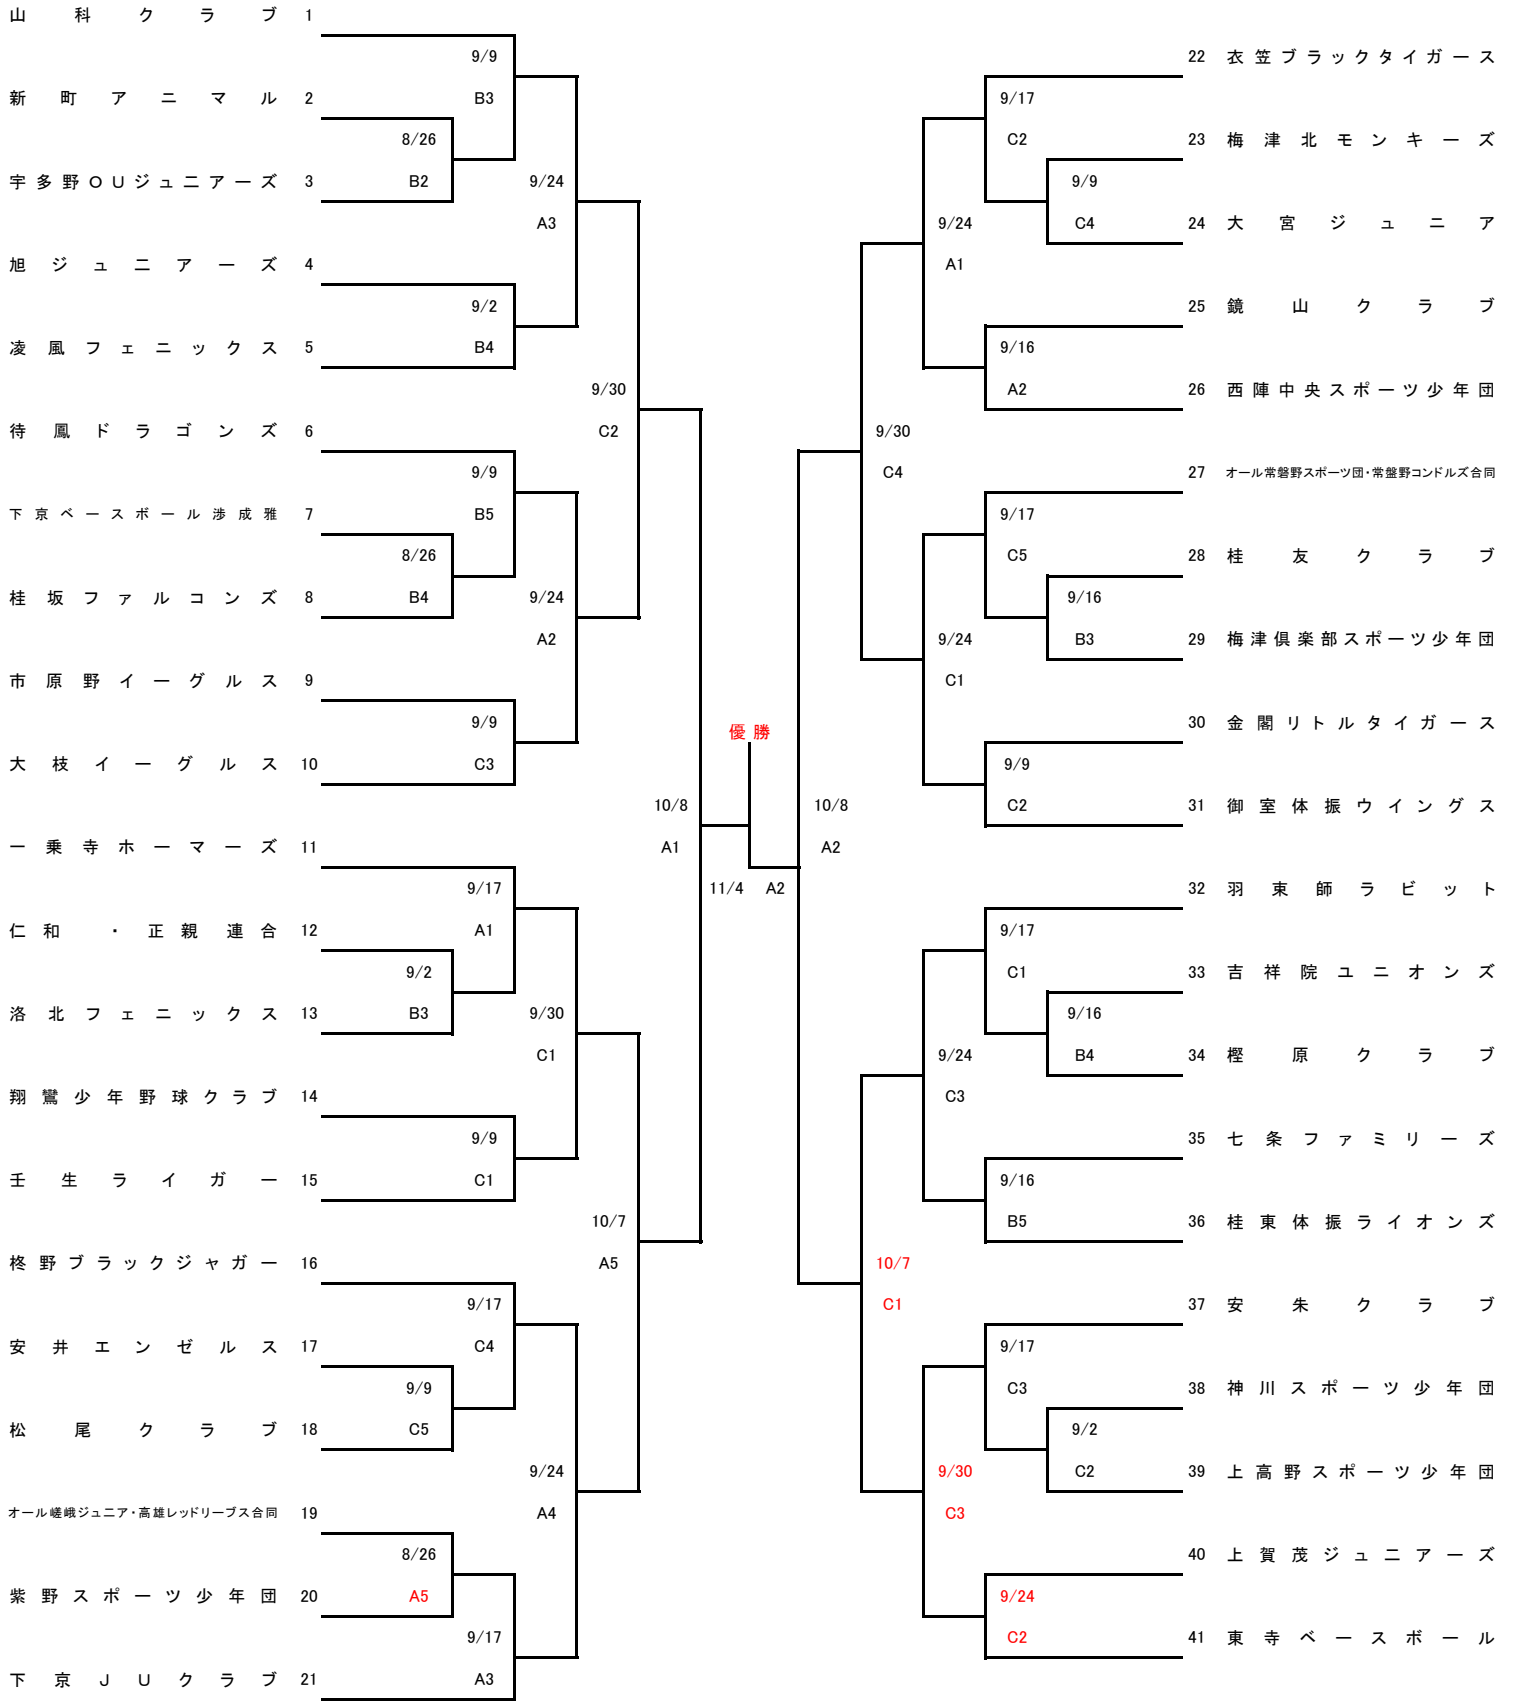 山科クラブ 1
9/9
新町アニマル 2
B3
8/26
宇多野OUジュニアーズ 3
B2
9/24
A3
旭ジュニアーズ 4
9/2
凌風フェニックス 5
B4
9/30
C2
待鳳ドラゴンズ 6
9/9
下京ベースボール渉成雅 7
B5
8/26
桂坂ファルコンズ 8
B4
9/24
A2
市原野イーグルス 9
9/9
大枝イーグルス 10
C3
10/8
A1
一乗寺ホーマーズ 11
9/17
仁和・正親連合 12
A1
9/2
洛北フェニックス 13
B3
9/30
C1
翔鸞少年野球クラブ 14
9/9
壬生ライガー 15
C1
10/7
A5
柊野ブラックジャガー 16
9/17
安井エンゼルス 17
C4
9/9
松尾クラブ 18
C5
9/24
A4
オール嵯峨ジュニア・高雄レッドリーブス合同 19
8/26
紫野スポーツ少年団 20
A5
9/17
下京JUクラブ 21
A3
優勝
11/4 A2
22 衣笠ブラックタイガース
9/17
C2
23 梅津北モンキーズ
9/9
C4
24 大宮ジュニア
9/24
A1
25 鏡山クラブ
9/16
A2
26 西陣中央スポーツ少年団
9/30
C4
27 オール常磐野スポーツ団・常盤野コンドルズ合同
9/17
C5
28 桂友クラブ
9/16
B3
29 梅津倶楽部スポーツ少年団
9/24
C1
30 金閣リトルタイガース
9/9
C2
31 御室体振ウイングス
10/8
A2
32 羽束師ラビット
9/17
C1
33 吉祥院ユニオンズ
9/16
B4
34 樫原クラブ
9/24
C3
35 七条ファミリーズ
9/16
B5
36 桂東体振ライオンズ
10/7
C1
37 安朱クラブ
9/17
C3
38 神川スポーツ少年団
9/2
C2
39 上高野スポーツ少年団
9/30
C3
40 上賀茂ジュニアーズ
9/24
C2
41 東寺ベースボール